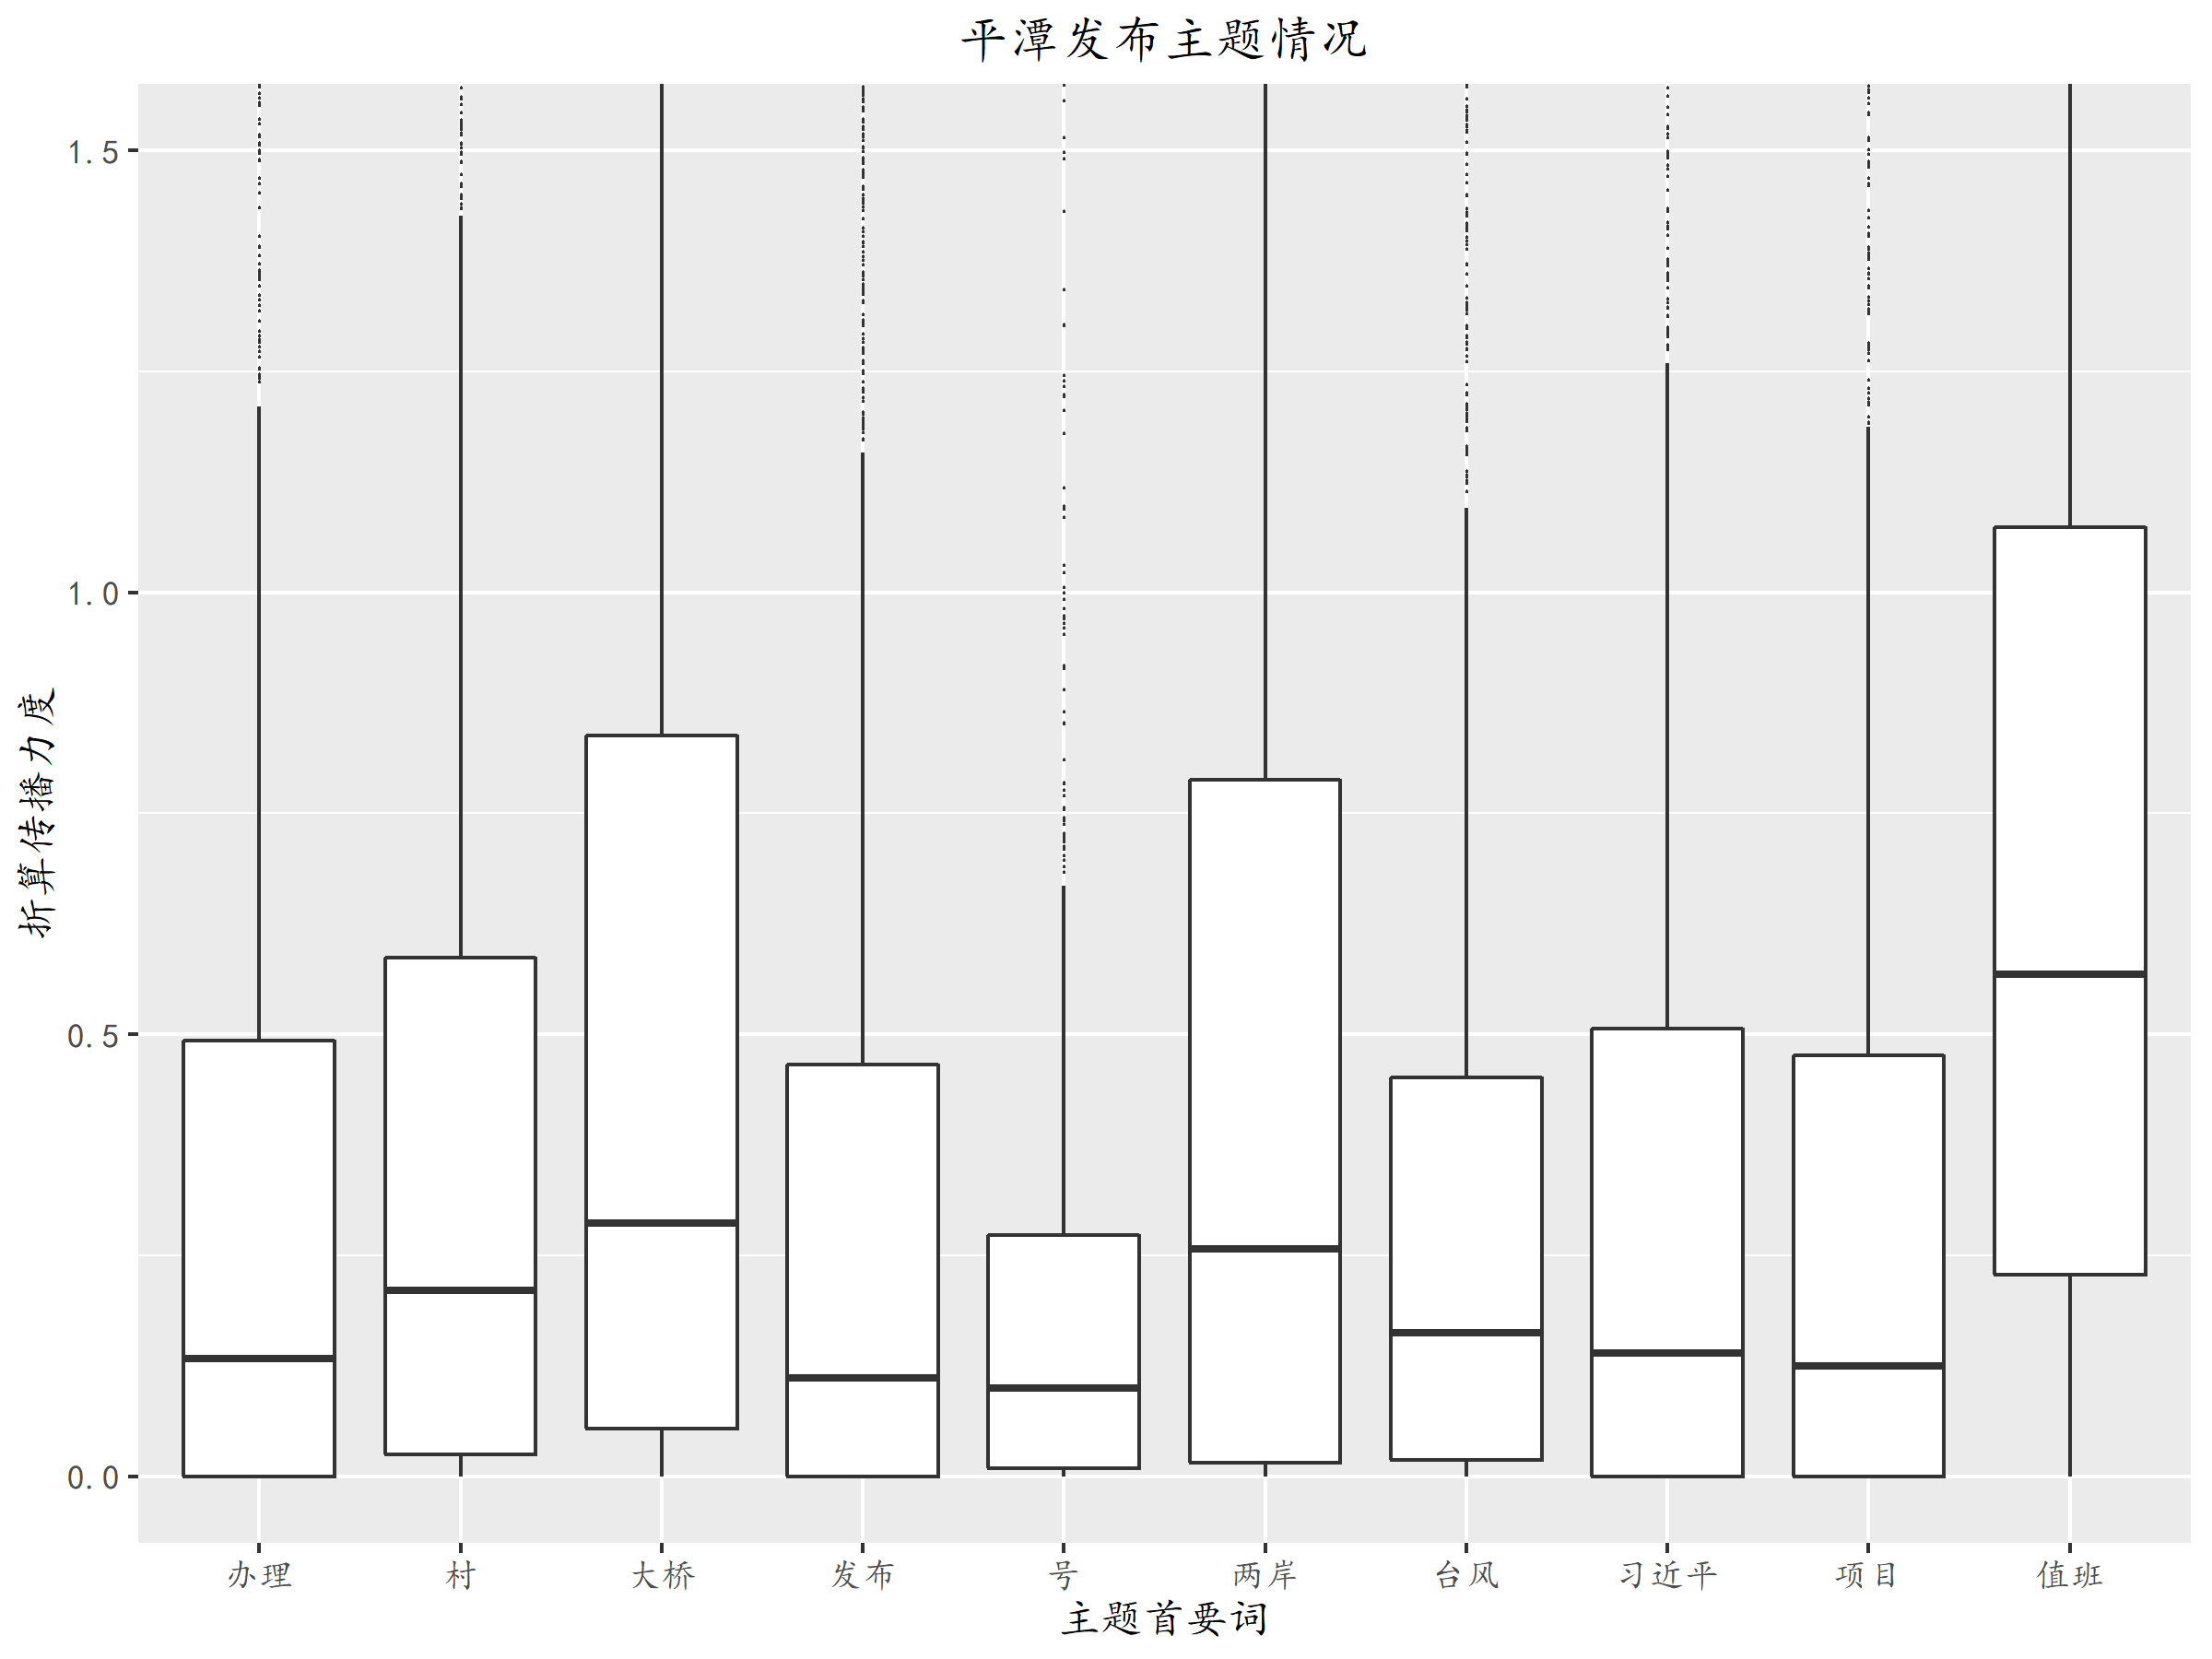 平潭发布主题情况
折算传播力度
1.5
1.0
0.5
0.0
办理 村 大桥 发布 号 两岸 台风 习近平 项目 值班
主题首要词